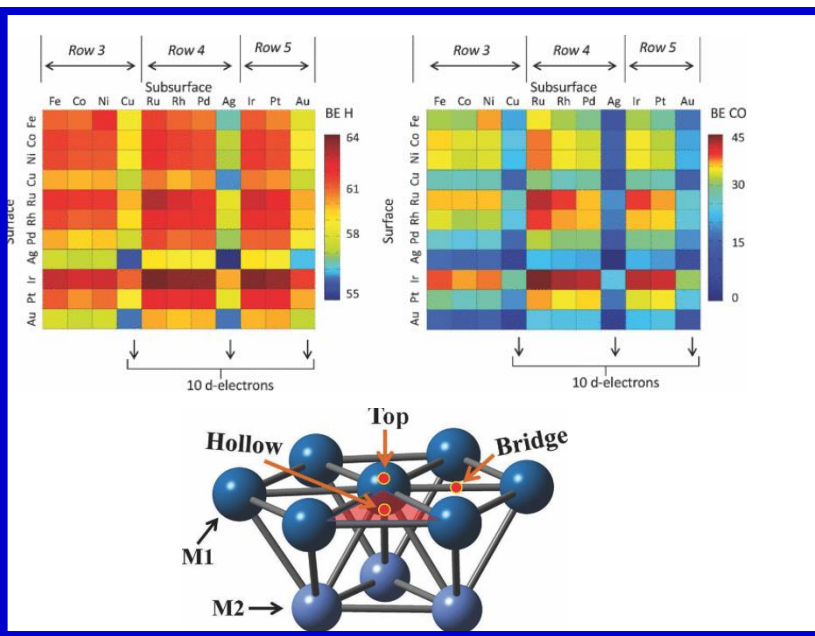 Row 3 Row 4 Row 5
Subsurface
Fe Co Ni Cu Ru Rh Pd Ag Ir Pt Au
BE H
64
61
58
55
Surface
Fe
Co
Ni
Cu
Ru
Rh
Pd
Ag
Ir
Pt
Au
10 d-electrons
Row 3 Row 4 Row 5
Subsurface
Fe Co Ni Cu Ru Rh Pd Ag Ir Pt Au
BE CO
45
30
15
0
Surface
Fe
Co
Ni
Cu
Ru
Rh
Pd
Ag
Ir
Pt
Au
10 d-electrons
Top
Hollow
Bridge
M1
M2